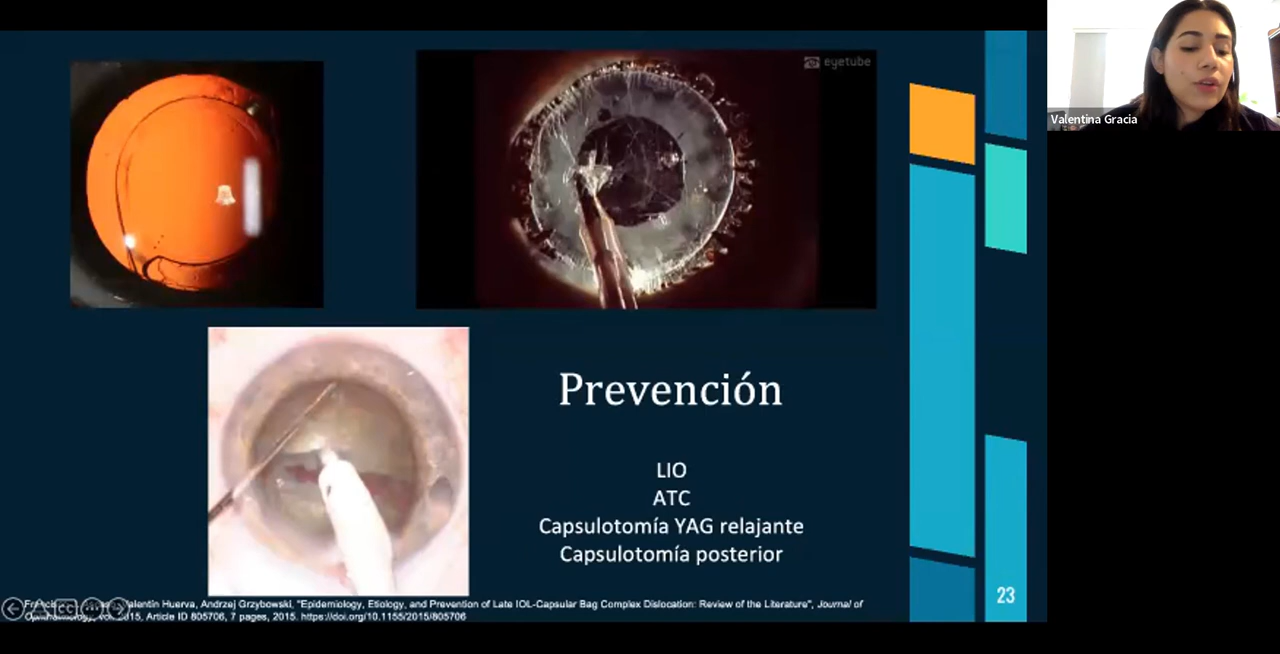 eyetube
Valentina Gracia
Prevención
LIO
ATC
Capsulotomía YAG relajante
Capsulotomía posterior
Valentín Huerva, Andrzej Grzybowski, "Epidemiology, Etiology, and Prevention of Late IOL-Capsular Bag Complex Dislocation: Review of the Literature", Journal of
2015, Article ID 805706, 7 pages, 2015. https://doi.org/10.1155/2015/805706
CC
23